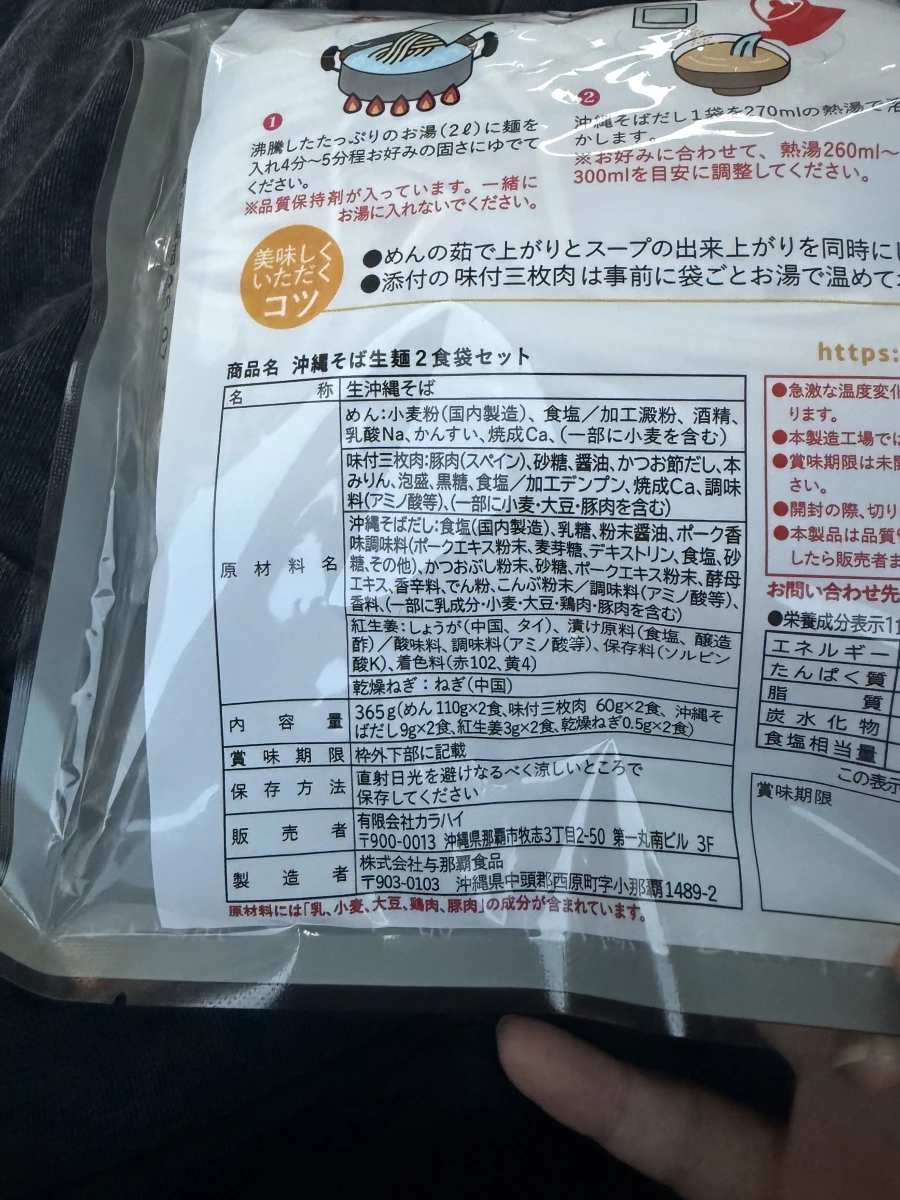 1
沸騰したたっぷりのお湯(2ℓ)に麺を
入れ4分〜5分程お好みの固さにゆでて
ください。
※品質保持剤が入っています。一緒に
お湯に入れないでください。
2
沖縄そばだし1袋を270mlの熱湯で溶
かします。
※お好みに合わせて、熱湯260ml〜
300mlを目安に調整してください。
美味しく
いただく
コツ
●めんの茹で上がりとスープの出来上がりを同時に
●添付の味付三枚肉は事前に袋ごとお湯で温めて
商品名 沖縄そば生麺2食袋セット
https:
名称 生沖縄そば
原材料名
めん:小麦粉(国内製造)、食塩/加工澱粉、酒精、
乳酸Na、かんすい、焼成Ca、(一部に小麦を含む)
味付三枚肉:豚肉(スペイン)、砂糖、醤油、かつお節だし、本
みりん、泡盛、黒糖、食塩/加工デンプン、焼成Ca、調味
料(アミノ酸等)、(一部に小麦・大豆・豚肉を含む)
沖縄そばだし:食塩(国内製造)、乳糖、粉末醤油、ポーク香
味調味料(ポークエキス粉末、麦芽糖、デキストリン、食塩、砂
糖、その他)、かつおぶし粉末、砂糖、ポークエキス粉末、酵母
エキス、香辛料、でん粉、こんぶ粉末/調味料(アミノ酸等)、
香料、(一部に乳成分・小麦・大豆・鶏肉・豚肉を含む)
紅生姜:しょうが(中国、タイ)、漬け原料(食塩、醸造
酢)/酸味料、調味料(アミノ酸等)、保存料(ソルビン
酸K)、着色料(赤102、黄4)
乾燥ねぎ:ねぎ(中国)
内容量 365g(めん110g×2食、味付三枚肉 60g×2食、沖縄そ
ばだし9g×2食、紅生姜3g×2食、乾燥ねぎ0.5g×2食)
賞味期限 枠外下部に記載
保存方法 直射日光を避けなるべく涼しいところで
保存してください
販売者 有限会社カラハイ
〒900-0013 沖縄県那覇市牧志3丁目2-50 第一丸南ビル 3F
製造者 株式会社与那覇食品
〒903-0103 沖縄県中頭郡西原町字小那覇1489-2
原材料には「乳、小麦、大豆、鶏肉、豚肉」の成分が含まれています。
●急激な温度変化
ります。
●本製造工場では
●賞味期限は未開
さい。
●開封の際、切り
●本製品は品質
したら販売者ま
お問い合わせ先
●栄養成分表示1
エネルギー
たんぱく質
脂質
炭水化物
食塩相当量
この表示
賞味期限